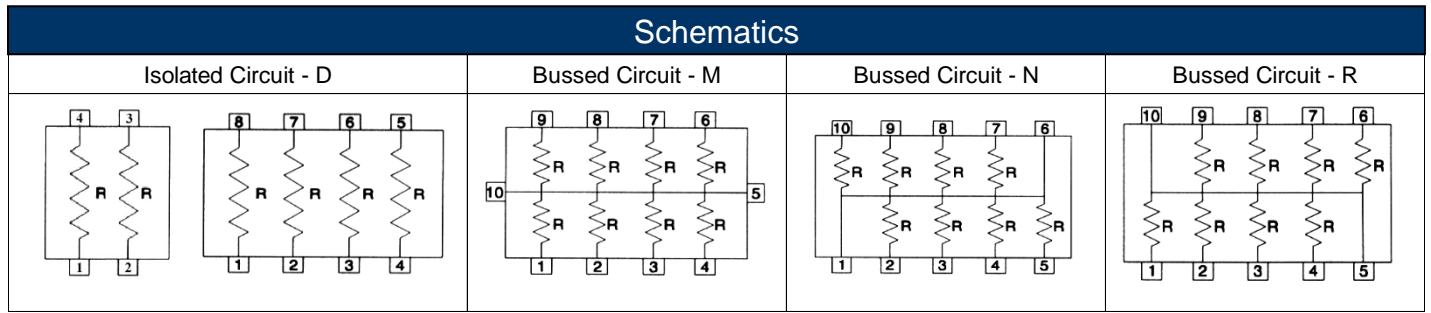 Schematics
Isolated Circuit - D
Bussed Circuit - M
Bussed Circuit - N
Bussed Circuit - R
4 3
R R
1 2
8 7 6 5
R R R R
1 2 3 4
9 8 7 6
R R R R
10 5
R R R R
1 2 3 4
10 9 8 7 6
R R R R
R R R R
1 2 3 4 5
10 9 8 7 6
R R R R
R R R R
1 2 3 4 5